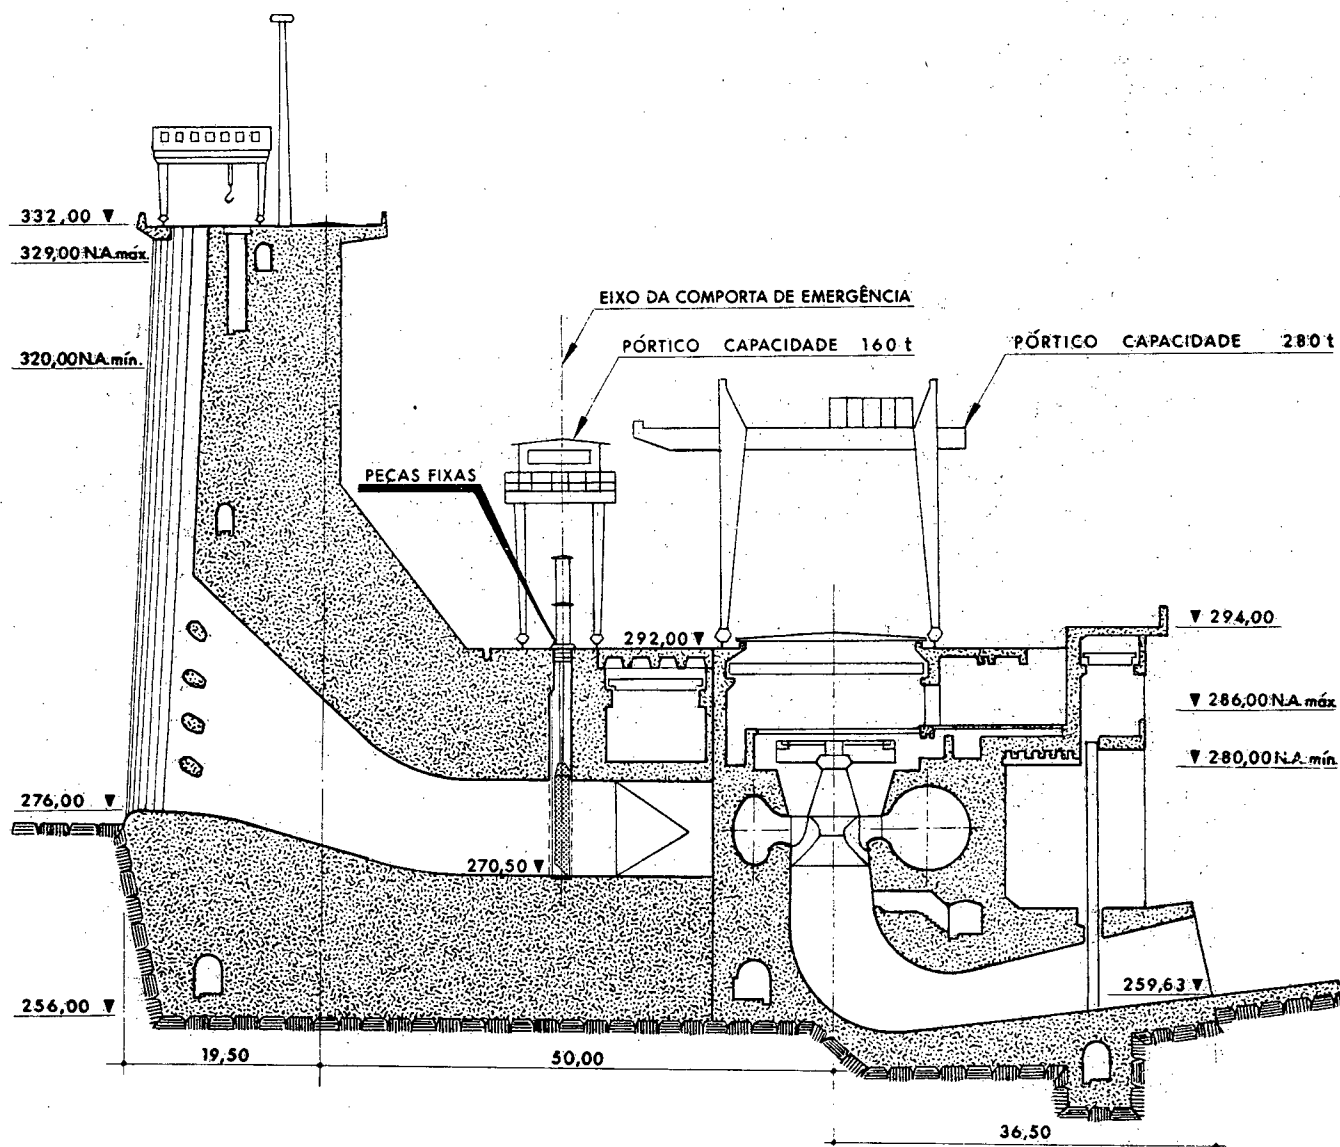 332,00
329,00 N.A.máx.
EIXO DA COMPORTA DE EMERGÊNCIA
PÓRTICO CAPACIDADE 160 t
PÓRTICO CAPACIDADE 280 t
320,00 N.A.mín.
PEÇAS FIXAS
292,00
294,00
286,00 N.A. máx
280,00 N.A. mín
276,00
270,50
259,63
256,00
19,50
50,00
36,50